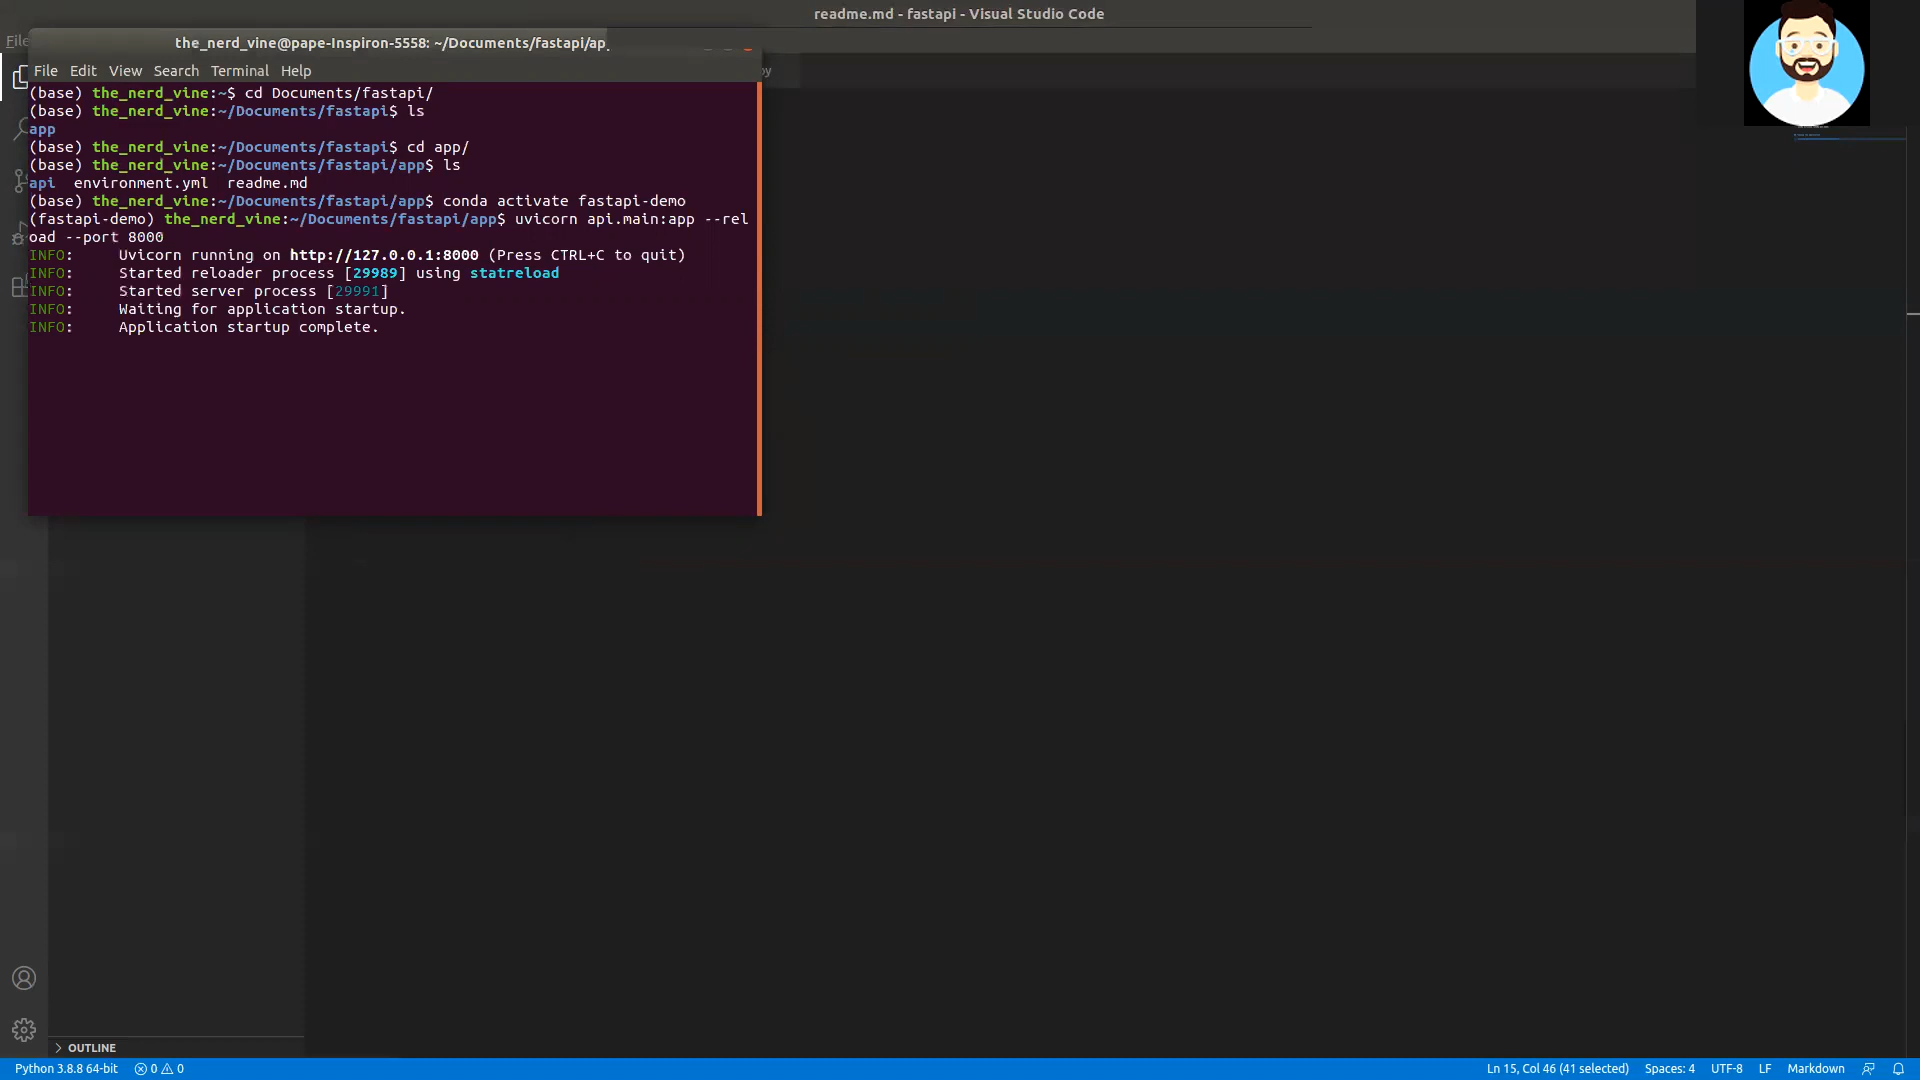 readme.md - fastapi - Visual Studio Code
File
the_nerd_vine@pape-Inspiron-5558: ~/Documents/fastapi/app
File Edit View Search Terminal Help
(base) the_nerd_vine:~$ cd Documents/fastapi/
(base) the_nerd_vine:~/Documents/fastapi$ ls
app
(base) the_nerd_vine:~/Documents/fastapi$ cd app/
(base) the_nerd_vine:~/Documents/fastapi/app$ ls
api environment.yml readme.md
(base) the_nerd_vine:~/Documents/fastapi/app$ conda activate fastapi-demo
(fastapi-demo) the_nerd_vine:~/Documents/fastapi/app$ uvicorn api.main:app --rel
oad --port 8000
INFO: Uvicorn running on http://127.0.0.1:8000 (Press CTRL+C to quit)
INFO: Started reloader process [29989] using statreload
INFO: Started server process [29991]
INFO: Waiting for application startup.
INFO: Application startup complete.
OUTLINE
Python 3.8.8 64-bit 0 0 Ln 15, Col 46 (41 selected) Spaces: 4 UTF-8 LF Markdown